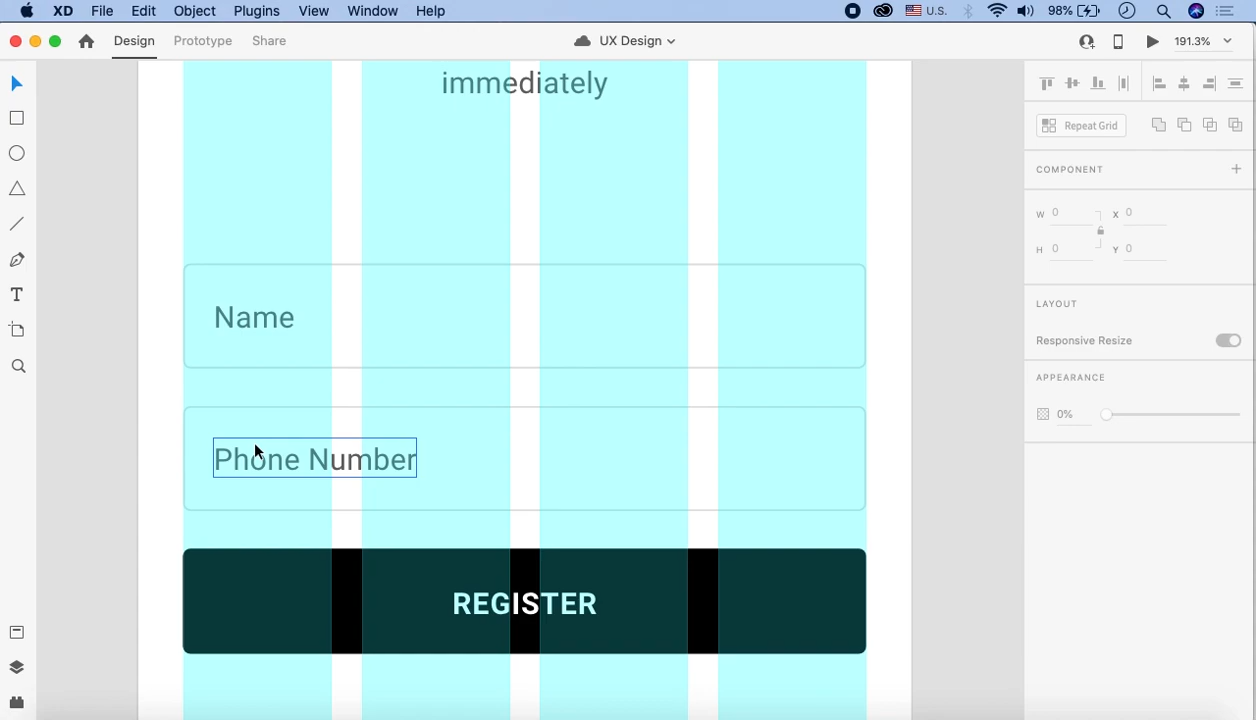 XD File Edit Object Plugins View Window Help U.S. 98%
Design Prototype Share UX Design 191.3%
immediately
Repeat Grid
COMPONENT
W 0 X 0
H 0 Y 0
LAYOUT
Responsive Resize
APPEARANCE
0%
Name
Phone Number
REGISTER